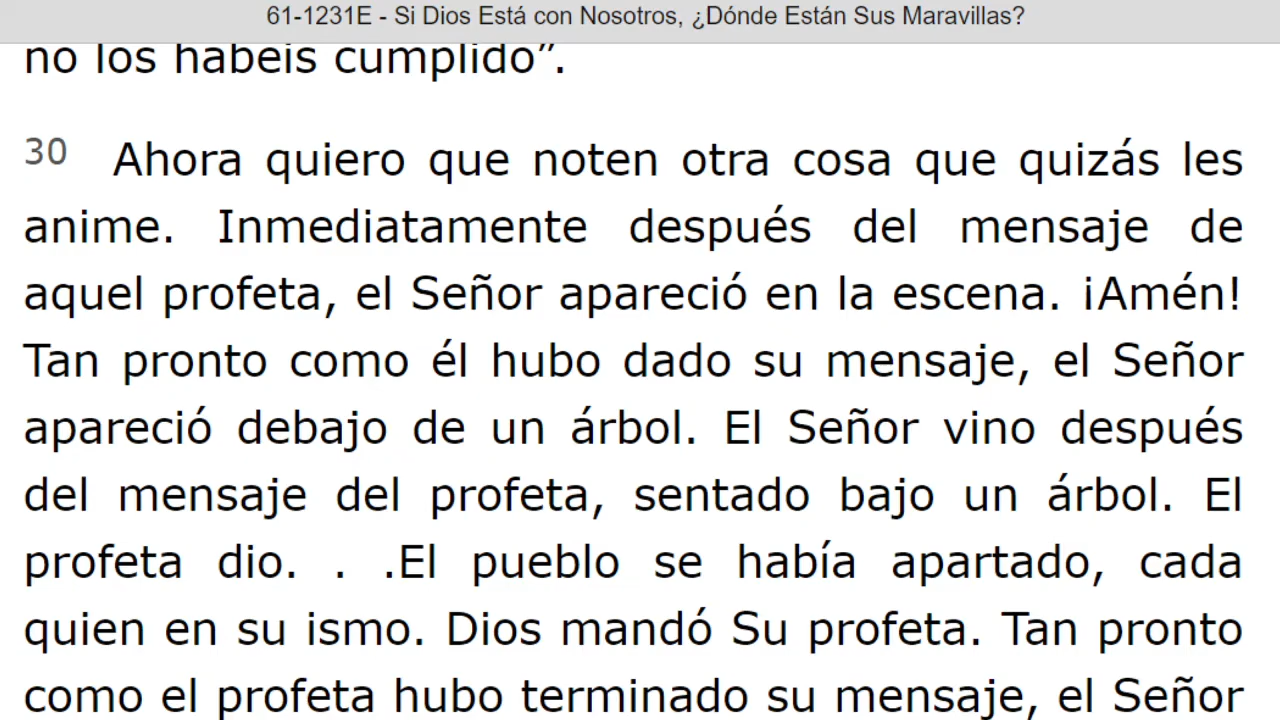 61-1231E - Si Dios Está con Nosotros, ¿Dónde Están Sus Maravillas?
no los habéis cumplido”.
30 Ahora quiero que noten otra cosa que quizás les
anime. Inmediatamente después del mensaje de
aquel profeta, el Señor apareció en la escena. ¡Amén!
Tan pronto como él hubo dado su mensaje, el Señor
apareció debajo de un árbol. El Señor vino después
del mensaje del profeta, sentado bajo un árbol. El
profeta dio. . .El pueblo se había apartado, cada
quien en su ismo. Dios mandó Su profeta. Tan pronto
como el profeta hubo terminado su mensaje, el Señor